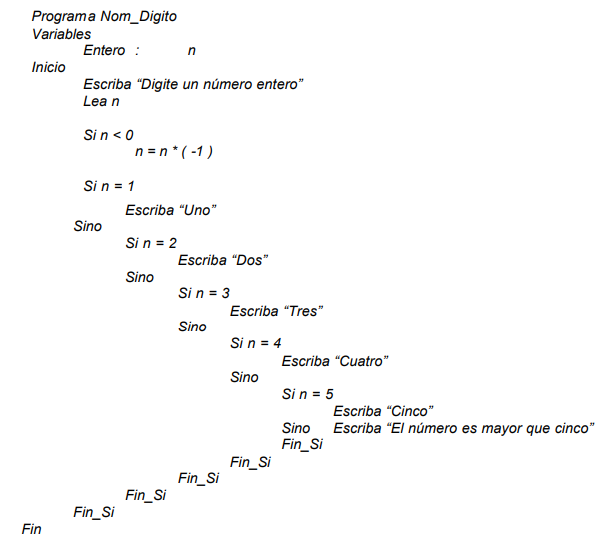 Programa Nom_Digito
Variables
Entero : n
Inicio
Escriba “Digite un número entero”
Lea n
Si n < 0
n = n * ( -1 )
Si n = 1
Escriba “Uno”
Sino
Si n = 2
Escriba “Dos”
Sino
Si n = 3
Escriba “Tres”
Sino
Si n = 4
Escriba “Cuatro”
Sino
Si n = 5
Escriba “Cinco”
Sino Escriba “El número es mayor que cinco”
Fin_Si
Fin_Si
Fin_Si
Fin_Si
Fin_Si
Fin